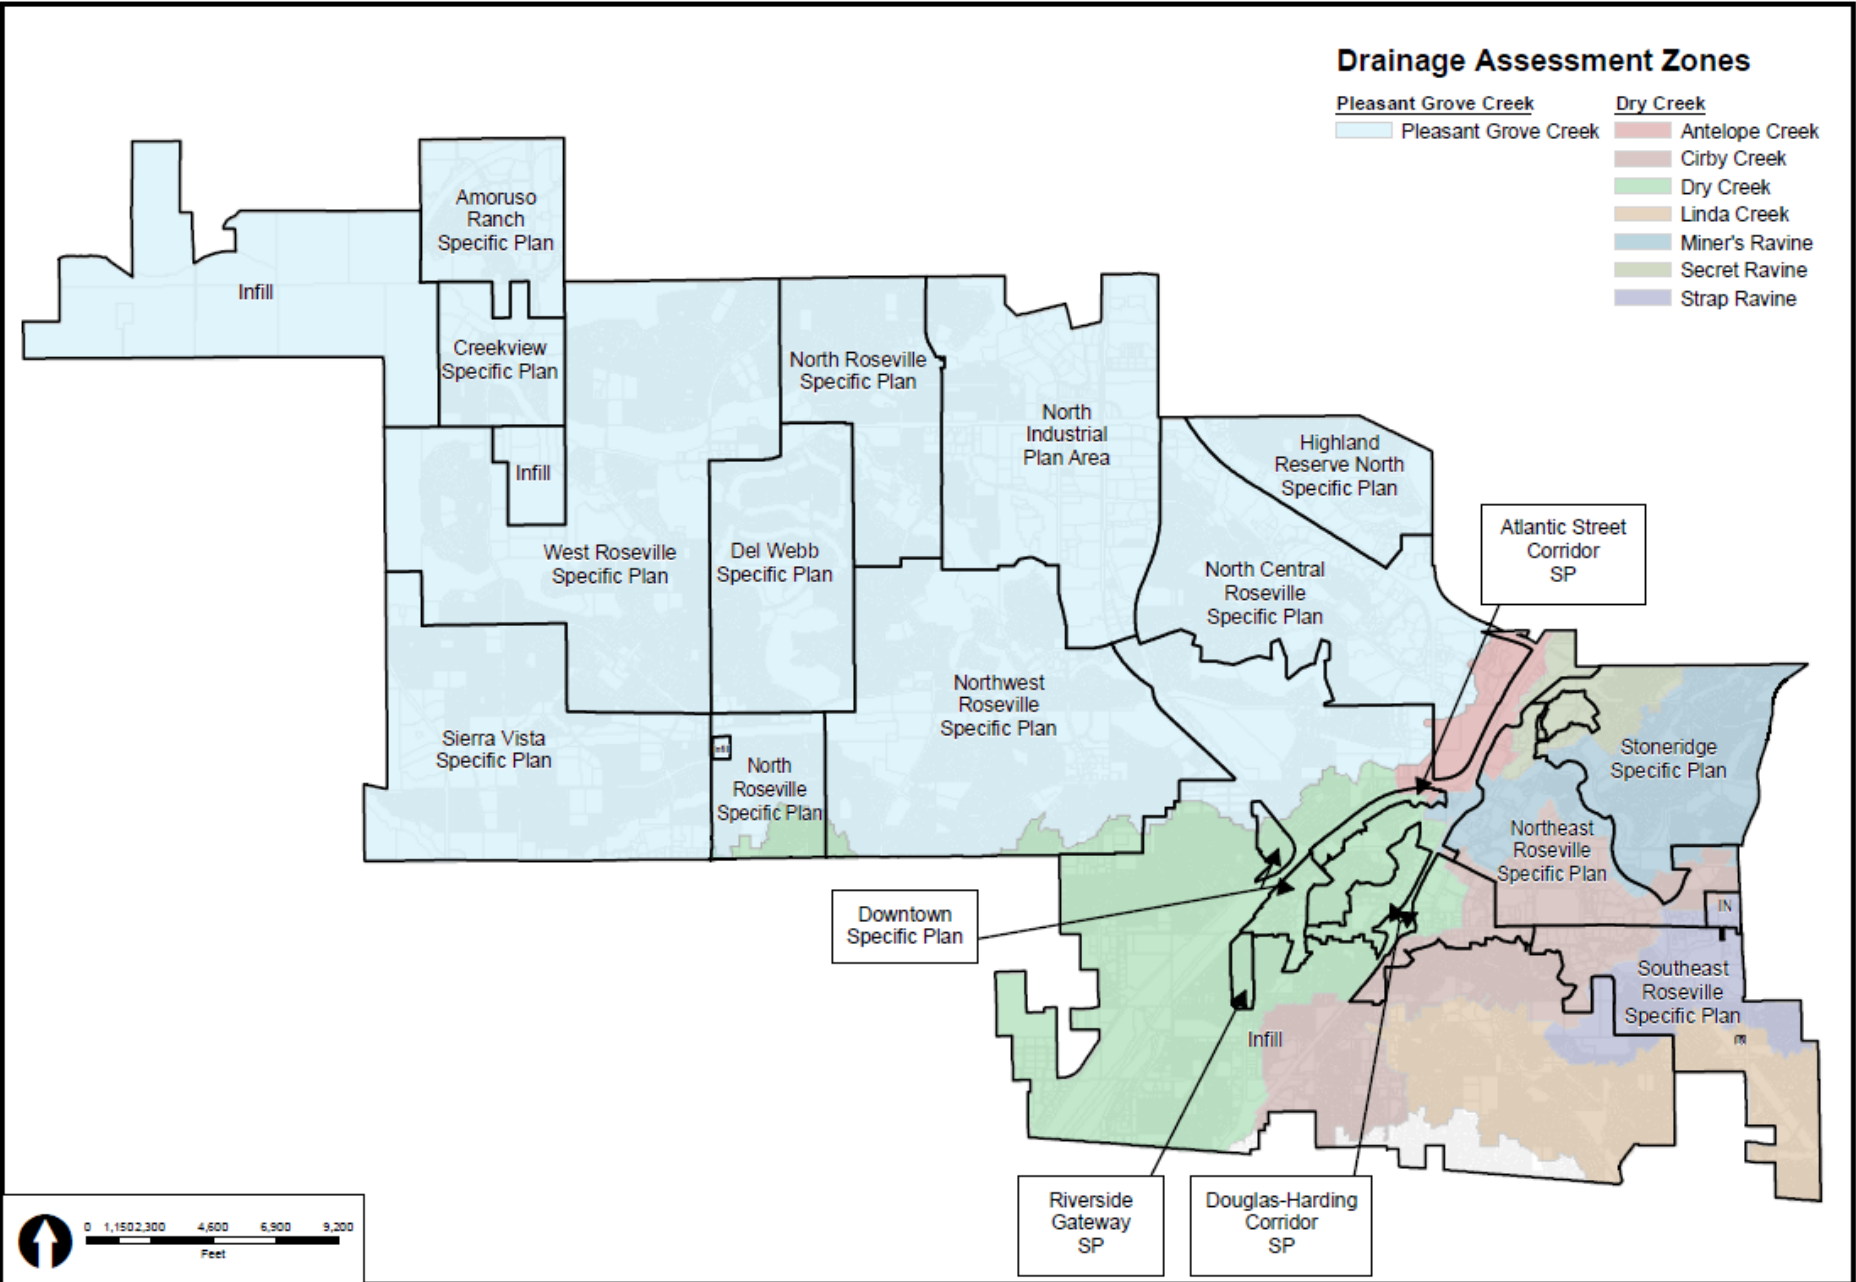 Drainage Assessment Zones
Pleasant Grove Creek
Pleasant Grove Creek
Dry Creek
Antelope Creek
Cirby Creek
Dry Creek
Linda Creek
Miner's Ravine
Secret Ravine
Strap Ravine
Amoruso
Ranch
Specific Plan
Infill
Creekview
Specific Plan
North Roseville
Specific Plan
North
Industrial
Plan Area
Highland
Reserve North
Specific Plan
Infill
West Roseville
Specific Plan
Del Webb
Specific Plan
North Central
Roseville
Specific Plan
Atlantic Street
Corridor
SP
Northwest
Roseville
Specific Plan
Sierra Vista
Specific Plan
Infill
North
Roseville
Specific Plan
Stoneridge
Specific Plan
Northeast
Roseville
Specific Plan
IN
Downtown
Specific Plan
Southeast
Roseville
Specific Plan
Infill
Riverside
Gateway
SP
Douglas-Harding
Corridor
SP
0 1,150 2,300 4,600 6,900 9,200
Feet